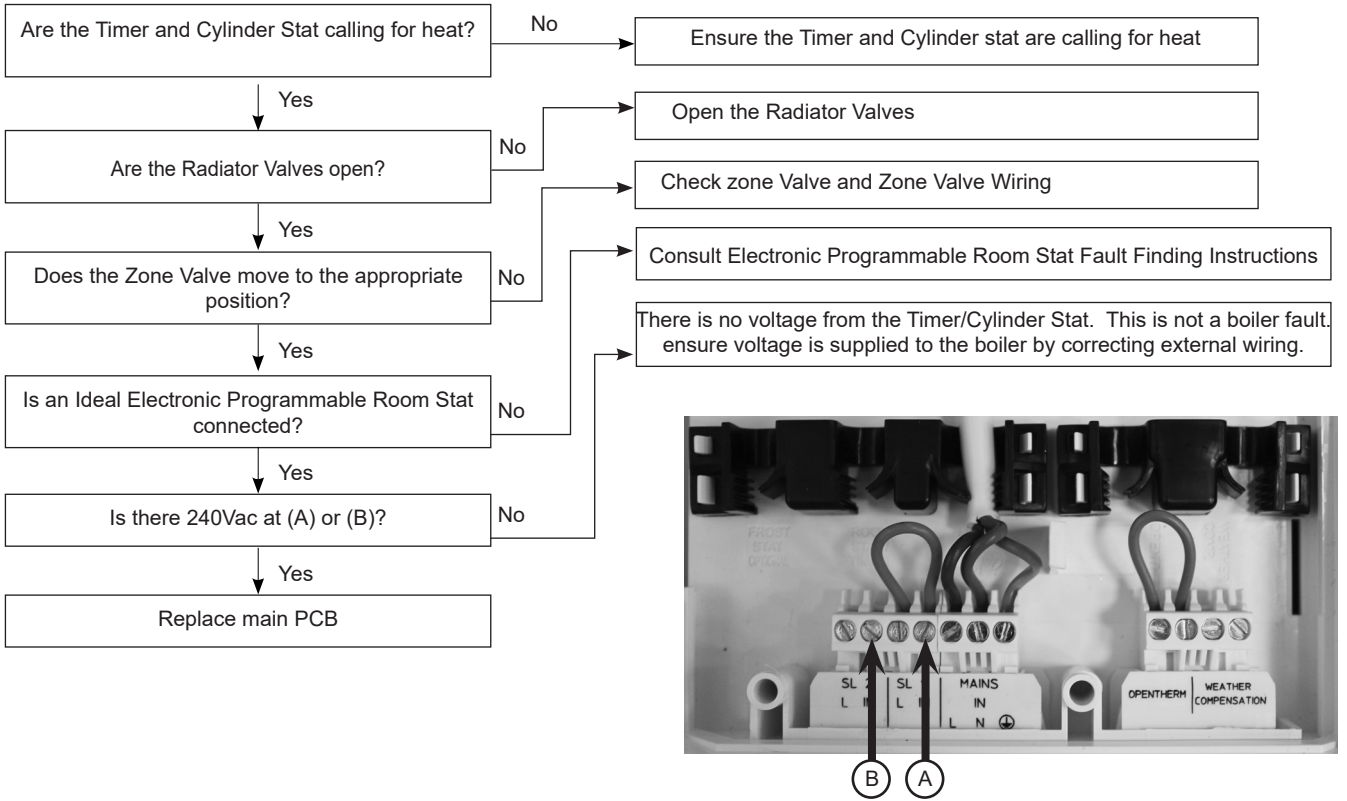 Are the Timer and Cylinder Stat calling for heat?
No
Ensure the Timer and Cylinder stat are calling for heat
Yes
Are the Radiator Valves open?
No
Open the Radiator Valves
Yes
Does the Zone Valve move to the appropriate
position?
No
Check zone Valve and Zone Valve Wiring
Yes
Is an Ideal Electronic Programmable Room Stat
connected?
No
Consult Electronic Programmable Room Stat Fault Finding Instructions
Yes
Is there 240Vac at (A) or (B)?
No
There is no voltage from the Timer/Cylinder Stat. This is not a boiler fault.
ensure voltage is supplied to the boiler by correcting external wiring.
Yes
Replace main PCB
FROST
STAT
SL
L
SL
L
MAINS
IN
L N
OPENTHERM
WEATHER
COMPENSATION
B
A